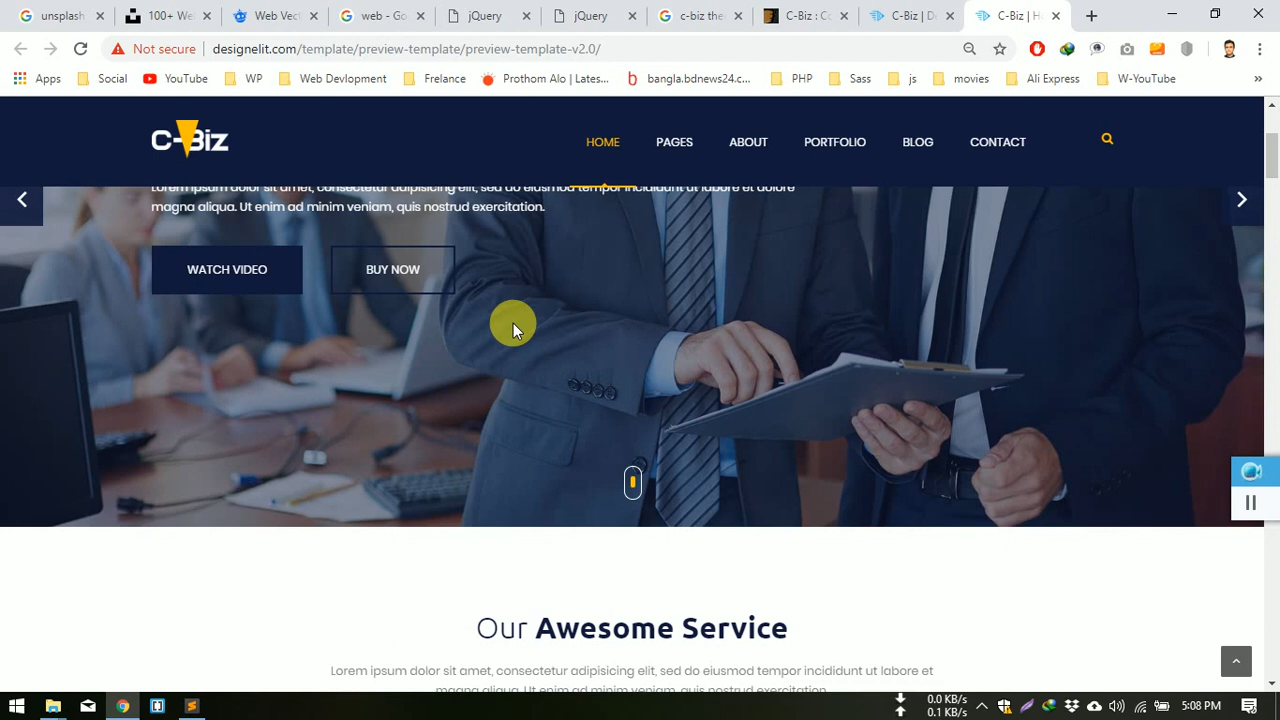 unsplash
100+ We
Web Vect
web - Goo
jQuery
jQuery
c-biz the
C-Biz : C
C-Biz | De
C-Biz | Ho
Not secure
designelit.com/template/preview-template/preview-template-v2.0/
Apps
Social
YouTube
WP
Web Devlopment
Frelance
Prothom Alo | Lates...
bangla.bdnews24.c...
PHP
Sass
js
movies
Ali Express
W-YouTube
»
C-Biz
HOME
PAGES
ABOUT
PORTFOLIO
BLOG
CONTACT
Lorem ipsum dolor sit amet, consectetur adipisicing elit, sed do eiusmod tempor incididunt ut labore et dolore
magna aliqua. Ut enim ad minim veniam, quis nostrud exercitation.
WATCH VIDEO
BUY NOW
Our Awesome Service
Lorem ipsum dolor sit amet, consectetur adipisicing elit, sed do eiusmod tempor incididunt ut labore et
magna aliqua. Ut enim ad minim veniam, quis nostrud exercitation.
0.0 KB/s
0.1 KB/s
5:08 PM